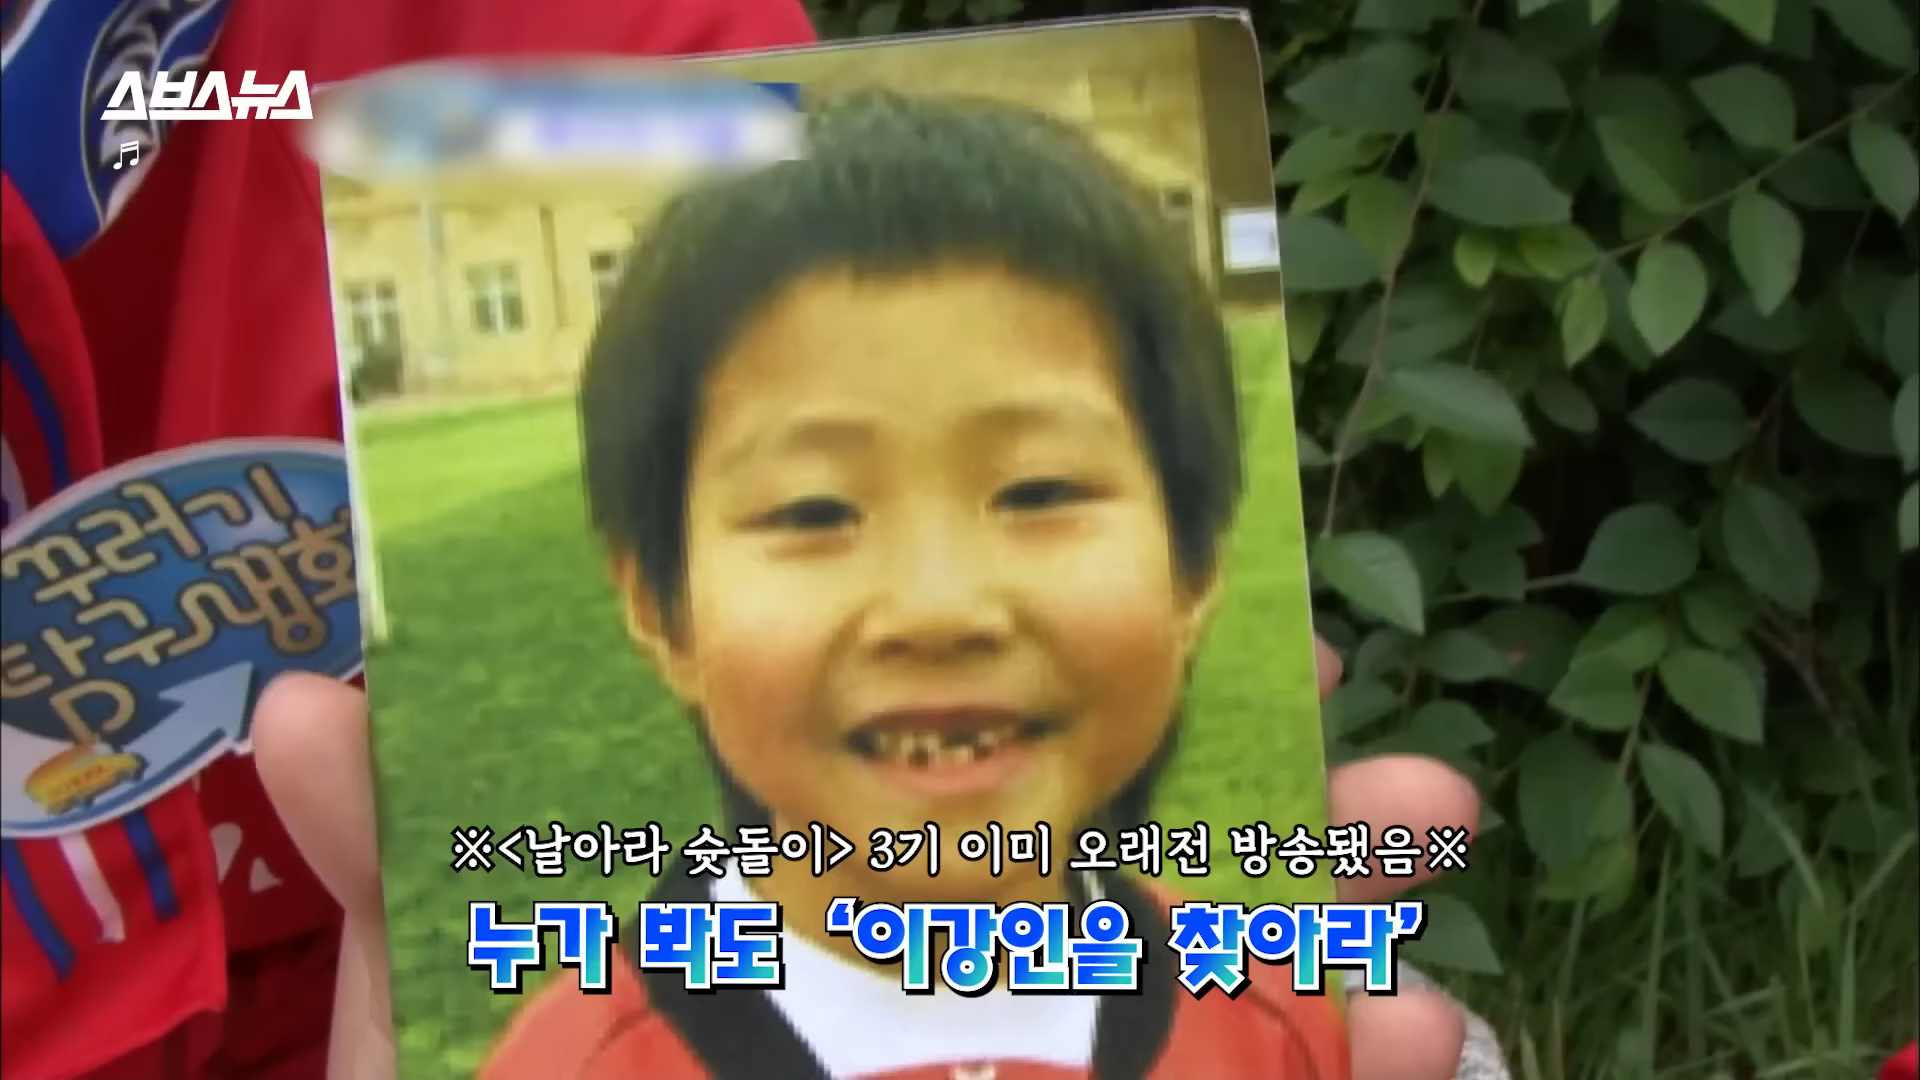 스브스뉴스
꾸러기
탐구생활
※<날아라 슛돌이> 3기 이미 오래전 방송됐음※
누가 봐도 ‘이강인을 찾아라’